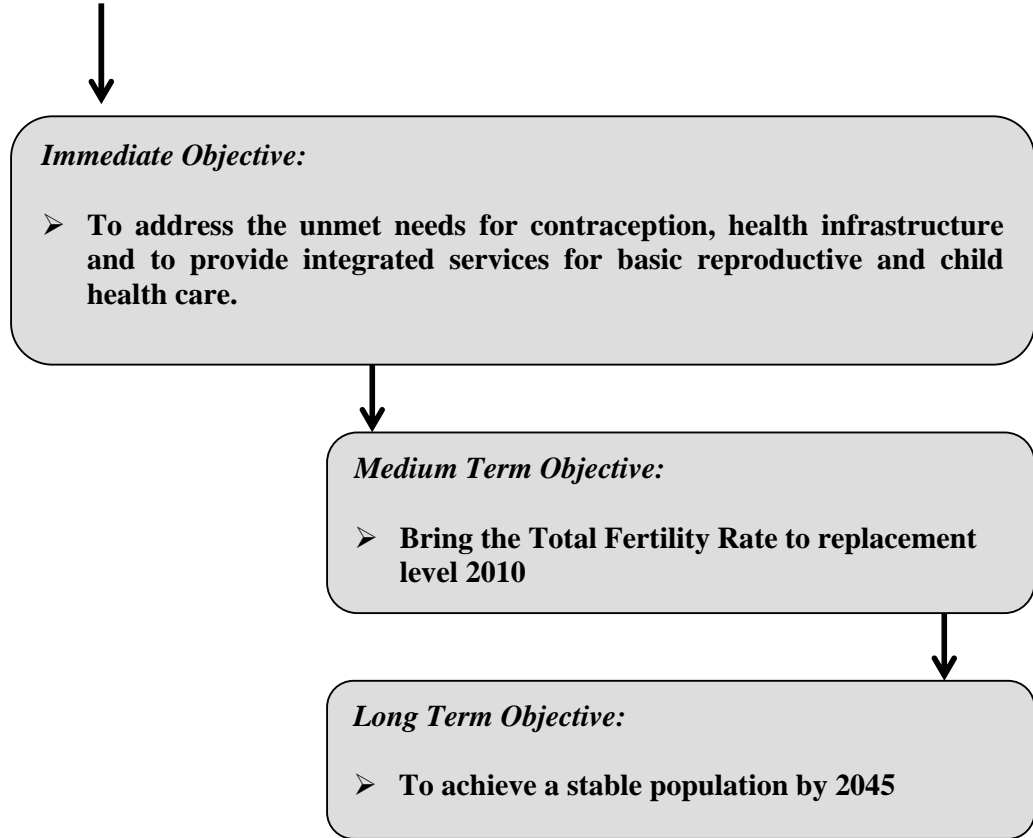 Immediate Objective:
➢ To address the unmet needs for contraception, health infrastructure
and to provide integrated services for basic reproductive and child
health care.
Medium Term Objective:
➢ Bring the Total Fertility Rate to replacement
level 2010
Long Term Objective:
➢ To achieve a stable population by 2045